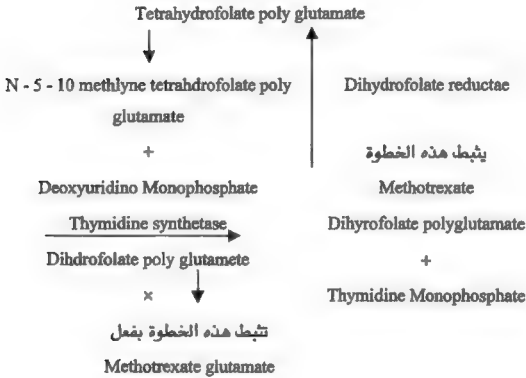 Tetrahydrofolate poly glutamate
N - 5 - 10 methlyne tetrahdrofolate poly
glutamate
+
Deoxyuridino Monophosphate
Thymidine synthetase
Dihdrofolate poly glutamete
×
تثبط هذه الخطوة بفعل
Methotrexate glutamate
Dihydrofolate reductae
يثبط هذه الخطوة
Methotrexate
Dihyrofolate polyglutamate
+
Thymidine Monophosphate